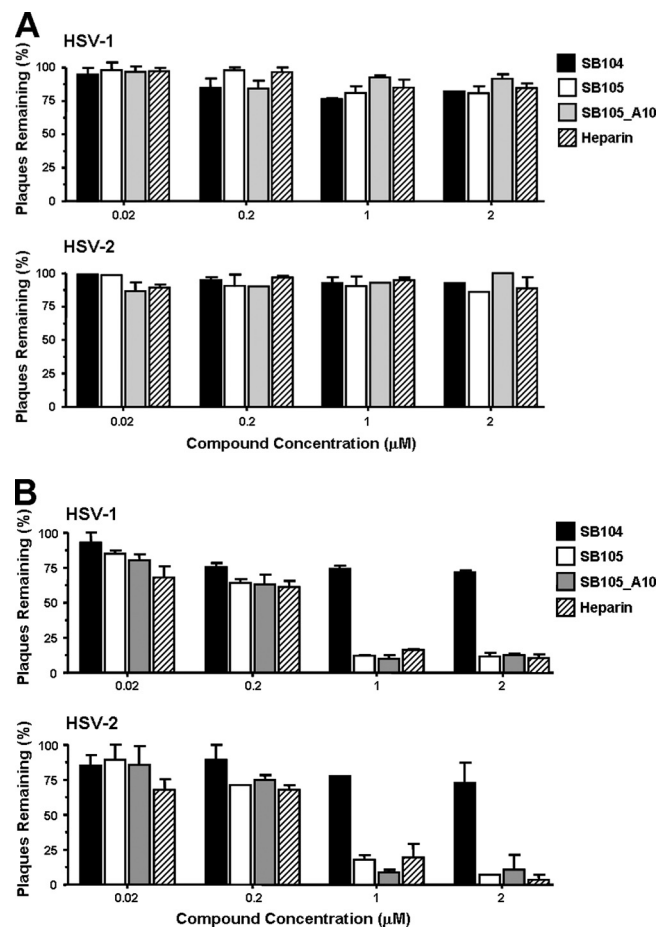 A
HSV-1
Plaques Remaining (%)
100
75
50
25
0
0.02 0.2 1 2
SB104
SB105
SB105_A10
Heparin
HSV-2
Plaques Remaining (%)
100
75
50
25
0
0.02 0.2 1 2
Compound Concentration (µM)
B
HSV-1
Plaques Remaining (%)
100
75
50
25
0
0.02 0.2 1 2
SB104
SB105
SB105_A10
Heparin
HSV-2
Plaques Remaining (%)
100
75
50
25
0
0.02 0.2 1 2
Compound Concentration (µM)